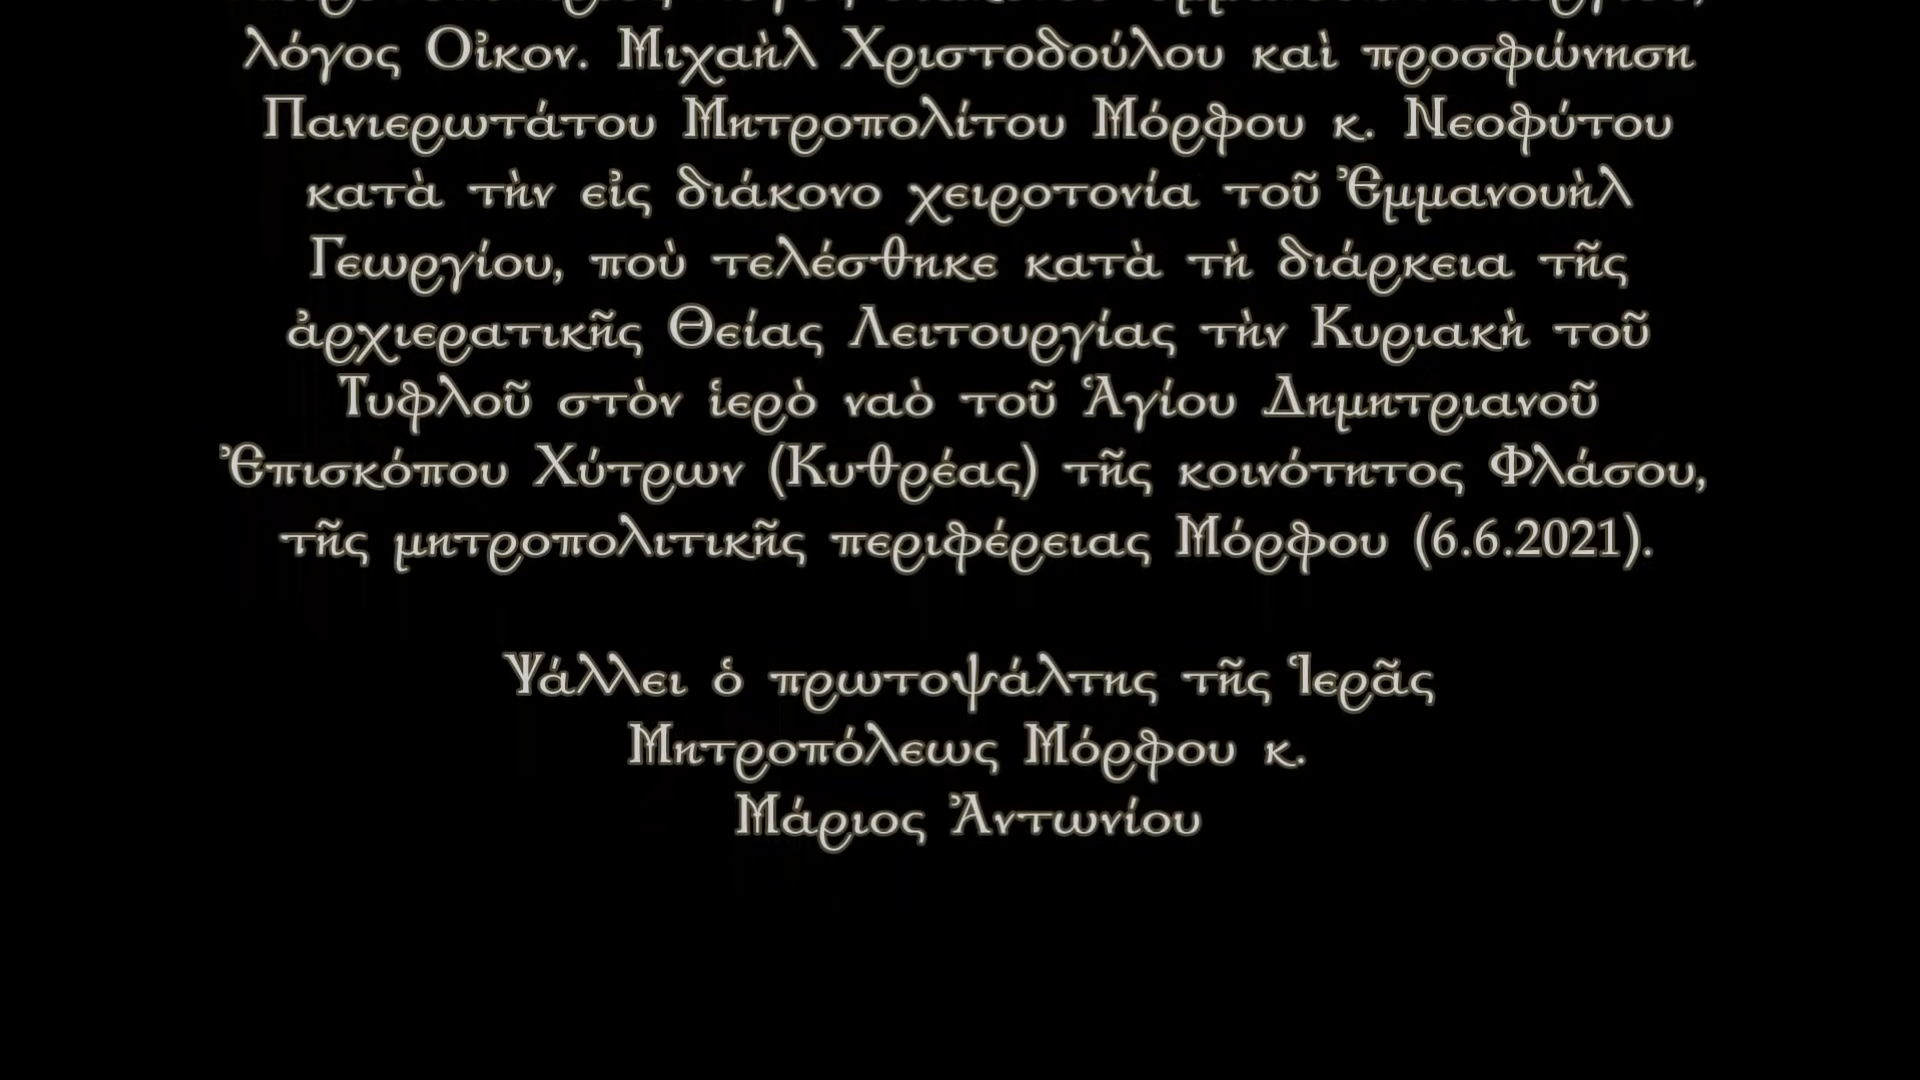 λόγος Οἰκον. Μιχαὴλ Χριστοδούλου καὶ προσφώνηση
Πανιερωτάτου Μητροπολίτου Μόρφου κ. Νεοφύτου
κατὰ τὴν εἰς διάκονο χειροτονία τοῦ Ἐμμανουὴλ
Γεωργίου, ποὺ τελέσθηκε κατὰ τὴ διάρκεια τῆς
ἀρχιερατικῆς Θείας Λειτουργίας τὴν Κυριακὴ τοῦ
Τυφλοῦ στὸν ἱερὸ ναὸ τοῦ Ἁγίου Δημητριανοῦ
Ἐπισκόπου Χύτρων (Κυθρέας) τῆς κοινότητος Φλάσου,
τῆς μητροπολιτικῆς περιφέρειας Μόρφου (6.6.2021).
Ψάλλει ὁ πρωτοψάλτης τῆς Ἱερᾶς
Μητροπόλεως Μόρφου κ.
Μάριος Ἀντωνίου